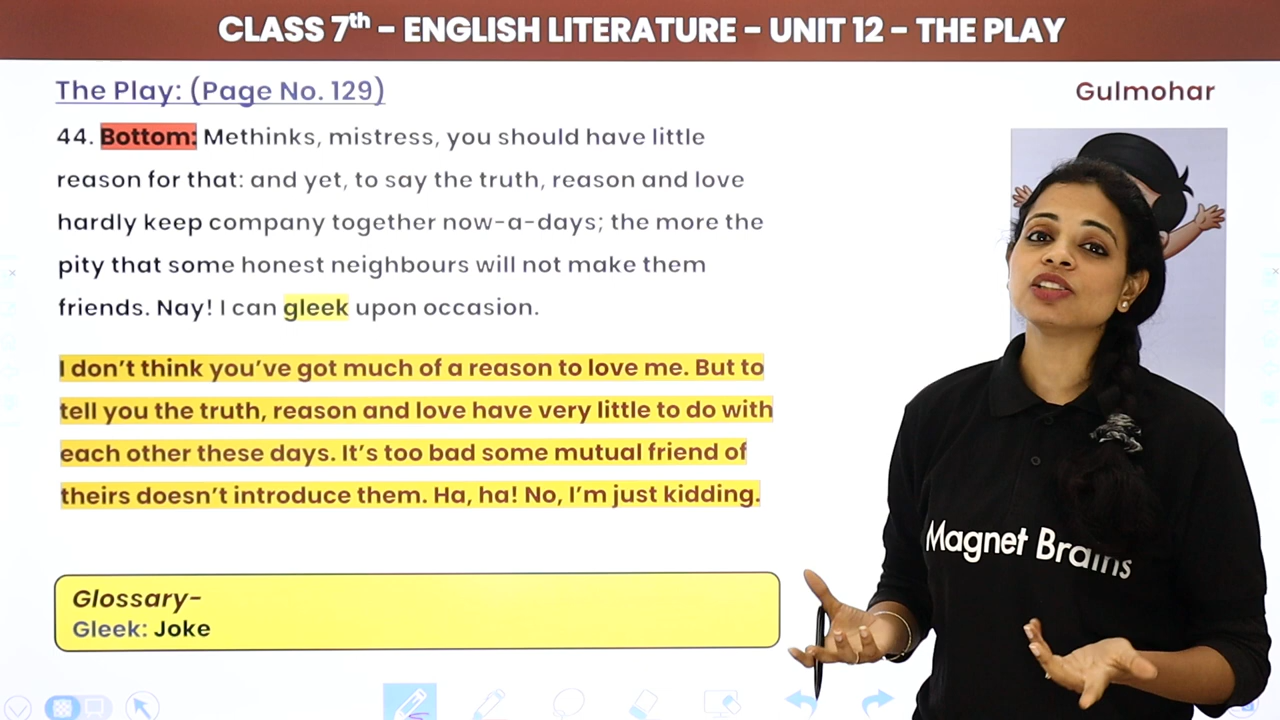 CLASS 7th - ENGLISH LITERATURE - UNIT 12 - THE PLAY
The Play: (Page No. 129)
Gulmohar
44. Bottom: Methinks, mistress, you should have little
reason for that: and yet, to say the truth, reason and love
hardly keep company together now-a-days; the more the
pity that some honest neighbours will not make them
friends. Nay! I can gleek upon occasion.
I don't think you've got much of a reason to love me. But to
tell you the truth, reason and love have very little to do with
each other these days. It's too bad some mutual friend of
theirs doesn't introduce them. Ha, ha! No, I'm just kidding.
Glossary-
Gleek: Joke
Magnet Brains